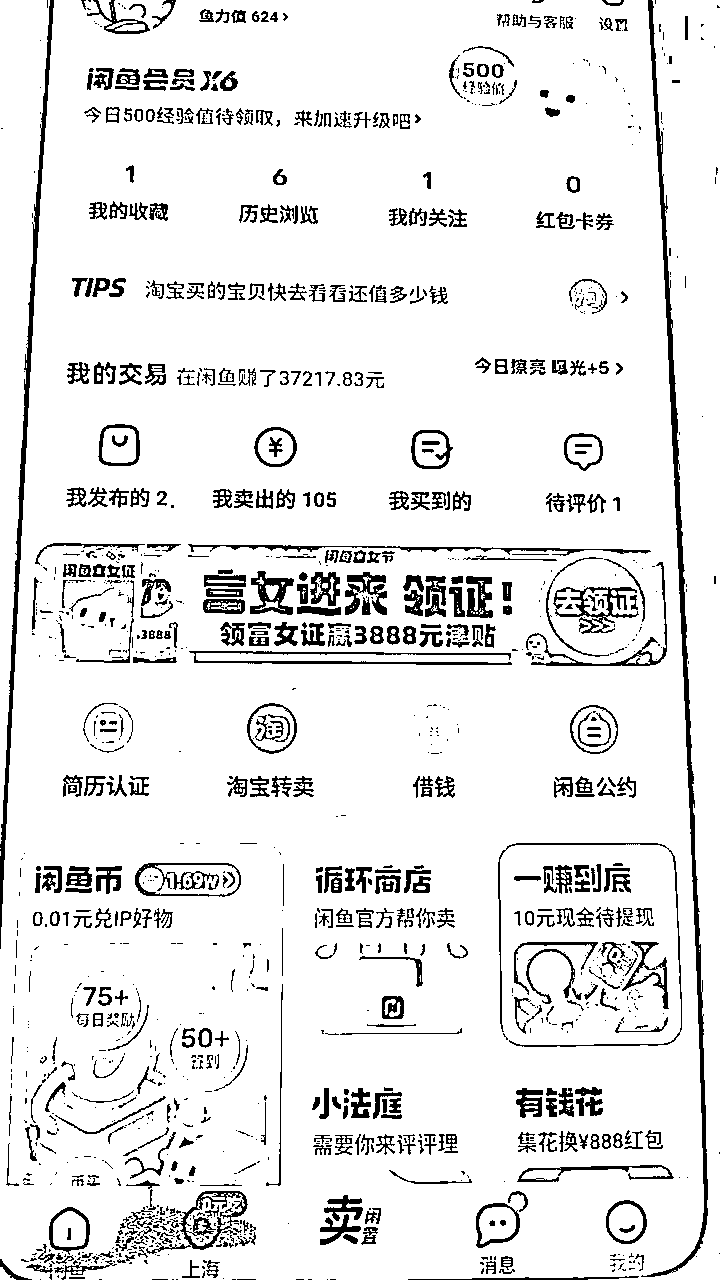 鱼力值 624>
帮助与客服 设置
闲鱼会员 X6
500
经验值
今日500经验值待领取，来加速升级吧>
1 6 1 0
我的收藏 历史浏览 我的关注 红包卡券
TIPS 淘宝买的宝贝快去看看还值多少钱 淘 >
我的交易 在闲鱼赚了37217.83元 今日擦亮 曝光+5 >
我发布的 2. 我卖出的 105 我买到的 待评价 1
闲鱼富女节
闲鱼富女证
富女进来 领证!
去领证
3888
领富女证赢3888元津贴
简历认证 淘宝转卖 借钱 闲鱼公约
淘
闲鱼币 1.69w >
0.01元兑IP好物
75+
每日奖励
50+
签到
循环商店
闲鱼官方帮你卖
一赚到底
10元现金待提现
小法庭
需要你来评评理
有钱花
集花换¥888红包
闲鱼 上海 卖闲置 消息 我的